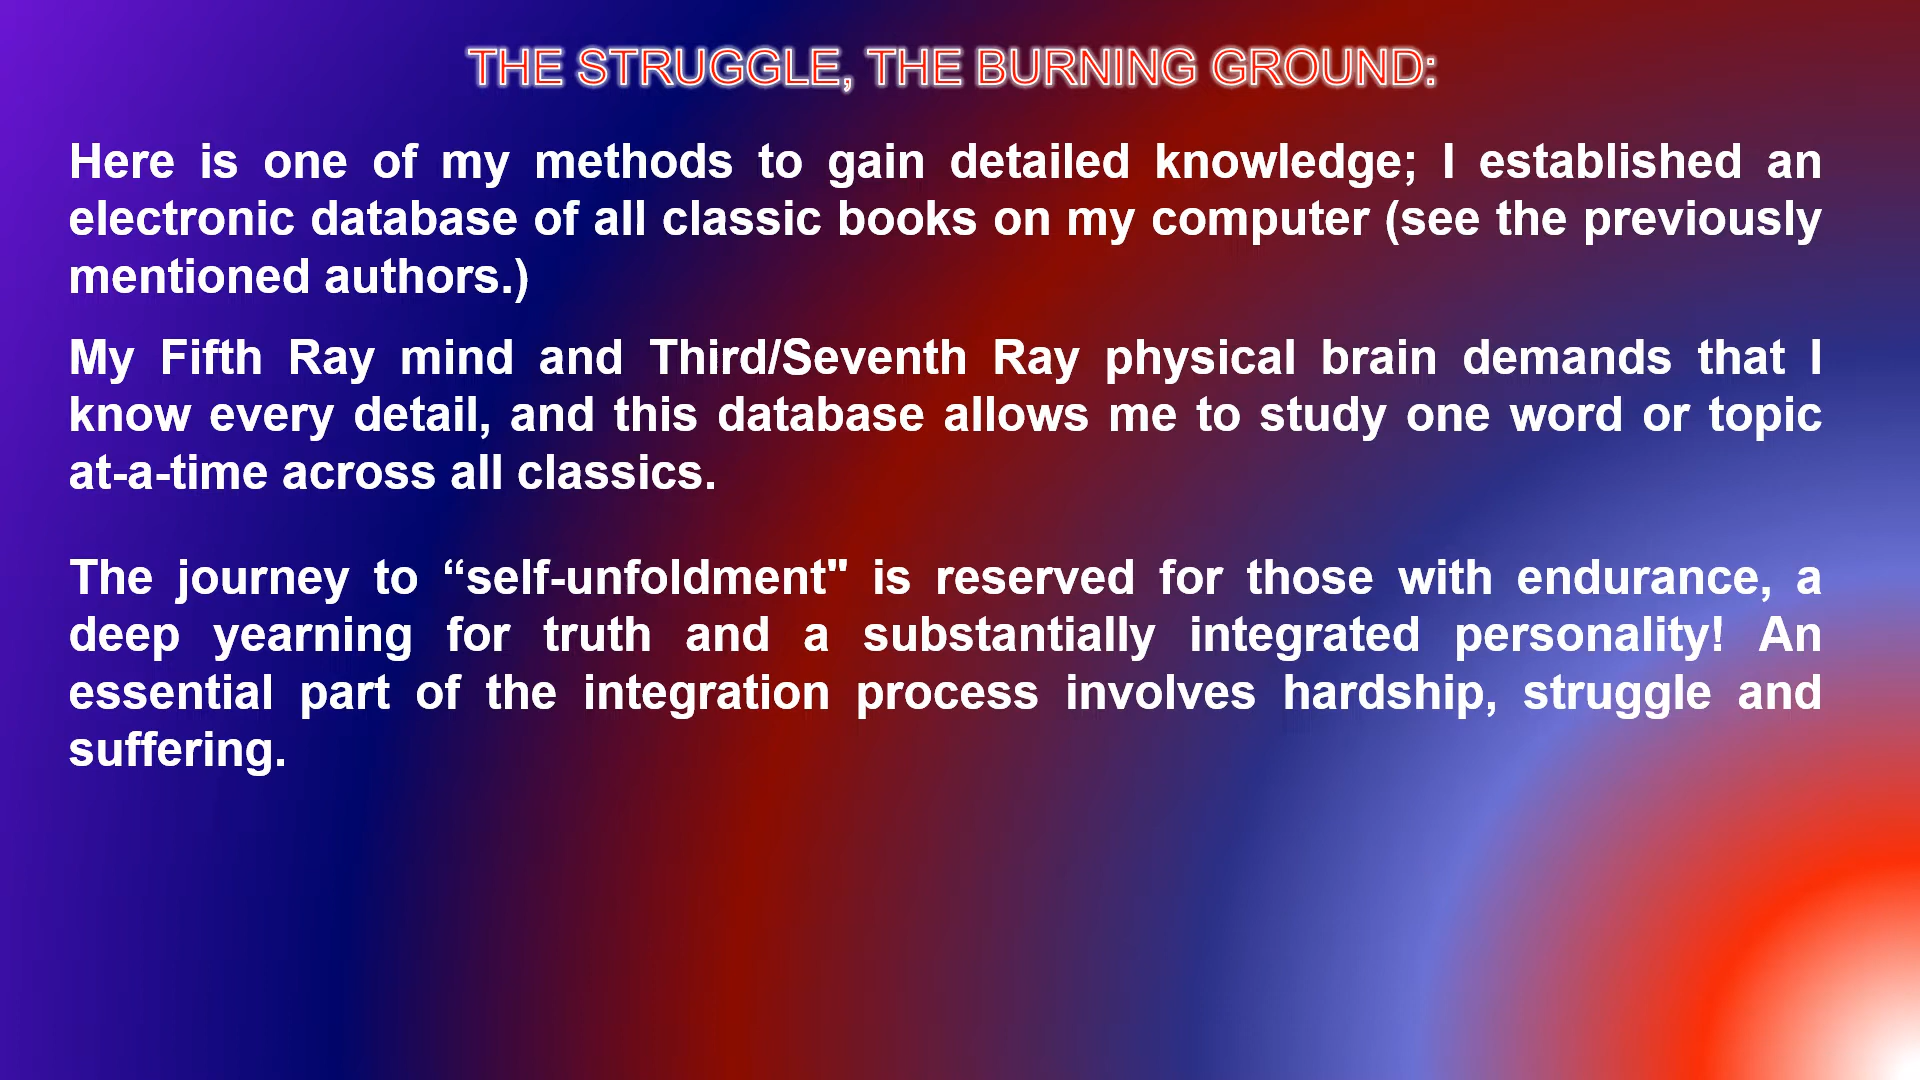 THE STRUGGLE, THE BURNING GROUND:
Here is one of my methods to gain detailed knowledge; I established an
electronic database of all classic books on my computer (see the previously
mentioned authors.)
My Fifth Ray mind and Third/Seventh Ray physical brain demands that I
know every detail, and this database allows me to study one word or topic
at-a-time across all classics.
The journey to “self-unfoldment" is reserved for those with endurance, a
deep yearning for truth and a substantially integrated personality! An
essential part of the integration process involves hardship, struggle and
suffering.